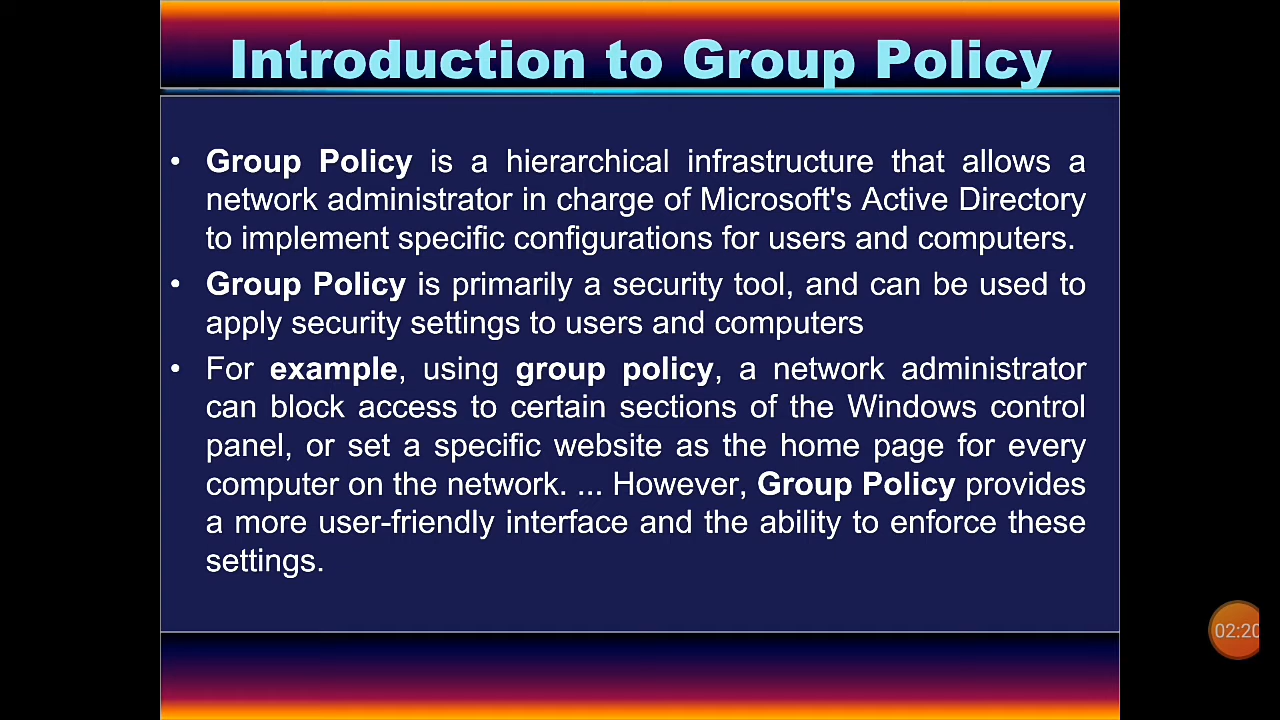 Introduction to Group Policy
• Group Policy is a hierarchical infrastructure that allows a
network administrator in charge of Microsoft's Active Directory
to implement specific configurations for users and computers.
• Group Policy is primarily a security tool, and can be used to
apply security settings to users and computers
• For example, using group policy, a network administrator
can block access to certain sections of the Windows control
panel, or set a specific website as the home page for every
computer on the network. ... However, Group Policy provides
a more user-friendly interface and the ability to enforce these
settings.
02:20